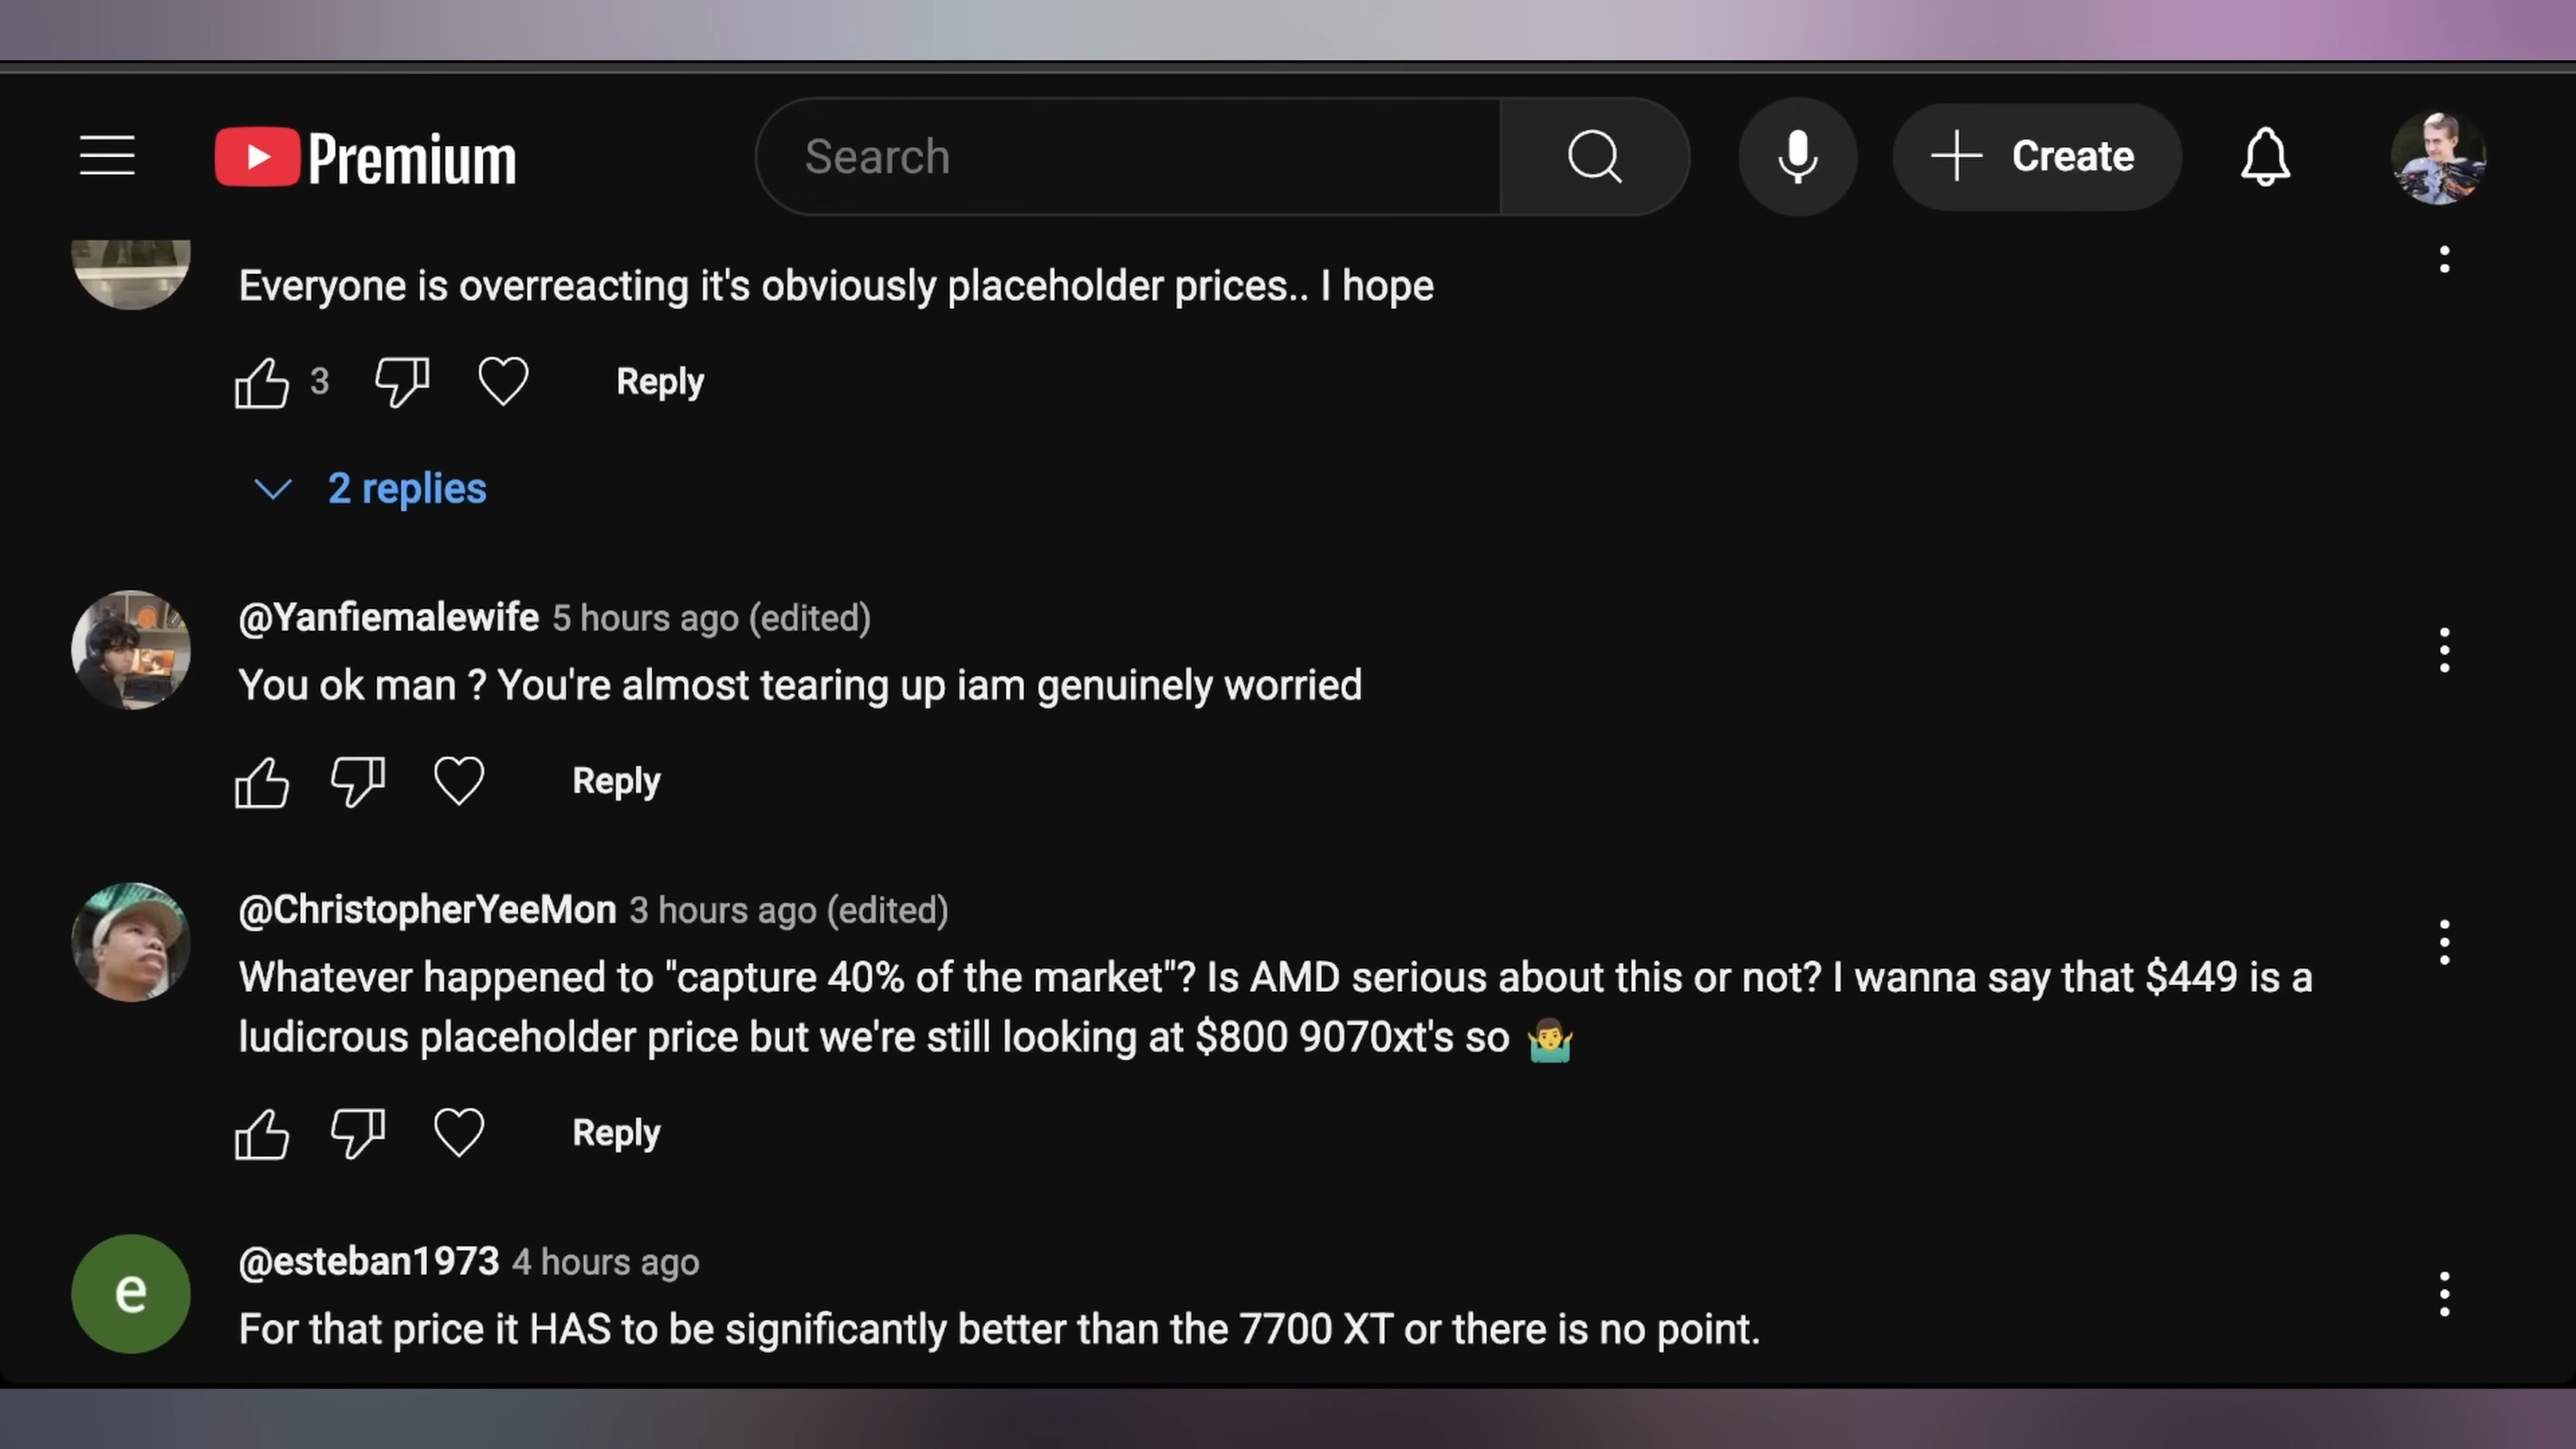 Premium
Search
Create
Everyone is overreacting it's obviously placeholder prices.. I hope
3
Reply
2 replies
@Yanfiemalewife 5 hours ago (edited)
You ok man ? You're almost tearing up iam genuinely worried
Reply
@ChristopherYeeMon 3 hours ago (edited)
Whatever happened to "capture 40% of the market"? Is AMD serious about this or not? I wanna say that $449 is a
ludicrous placeholder price but we're still looking at $800 9070xt's so 🤷‍♂️
Reply
e
@esteban1973 4 hours ago
For that price it HAS to be significantly better than the 7700 XT or there is no point.